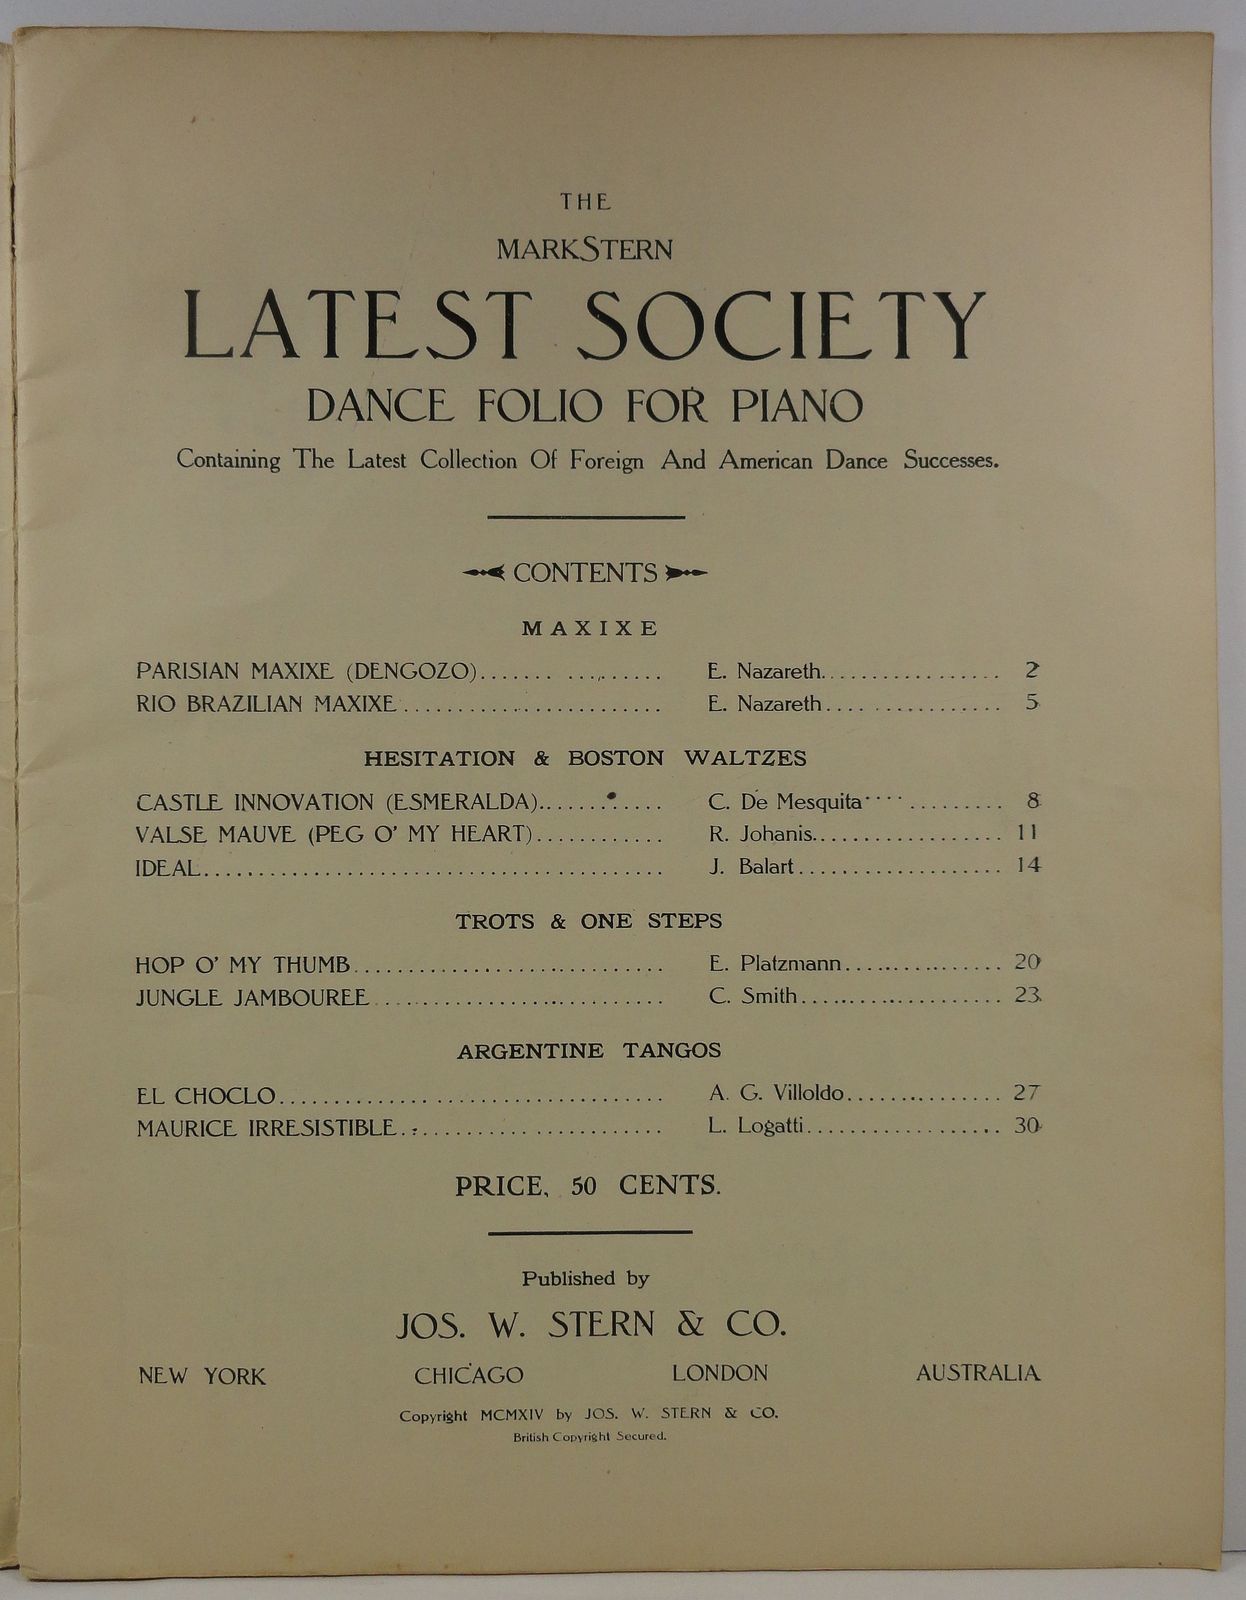 THE
MARKSTERN
LATEST SOCIETY
DANCE FOLIO FOR PIANO
Containing The Latest Collection Of Foreign And American Dance Successes.
CONTENTS
MAXIXE
PARISIAN MAXIXE (DENGOZO)............ E. Nazareth................. 2
RIO BRAZILIAN MAXIXE........................ E. Nazareth................. 5
HESITATION & BOSTON WALTZES
CASTLE INNOVATION (ESMERALDA)............ C. De Mesquita............. 8
VALSE MAUVE (PEG O' MY HEART)............ R. Johanis.................. 11
IDEAL........................................... J. Balart................... 14
TROTS & ONE STEPS
HOP O' MY THUMB............................. E. Platzmann............... 20
JUNGLE JAMBOUREE........................... C. Smith................... 23
ARGENTINE TANGOS
EL CHOCLO.................................... A. G. Villoldo............... 27
MAURICE IRRESISTIBLE........................ L. Logatti.................. 30
PRICE, 50 CENTS.
Published by
JOS. W. STERN & CO.
NEW YORK CHICAGO LONDON AUSTRALIA
Copyright MCMXIV by JOS. W. STERN & CO.
British Copyright Secured.